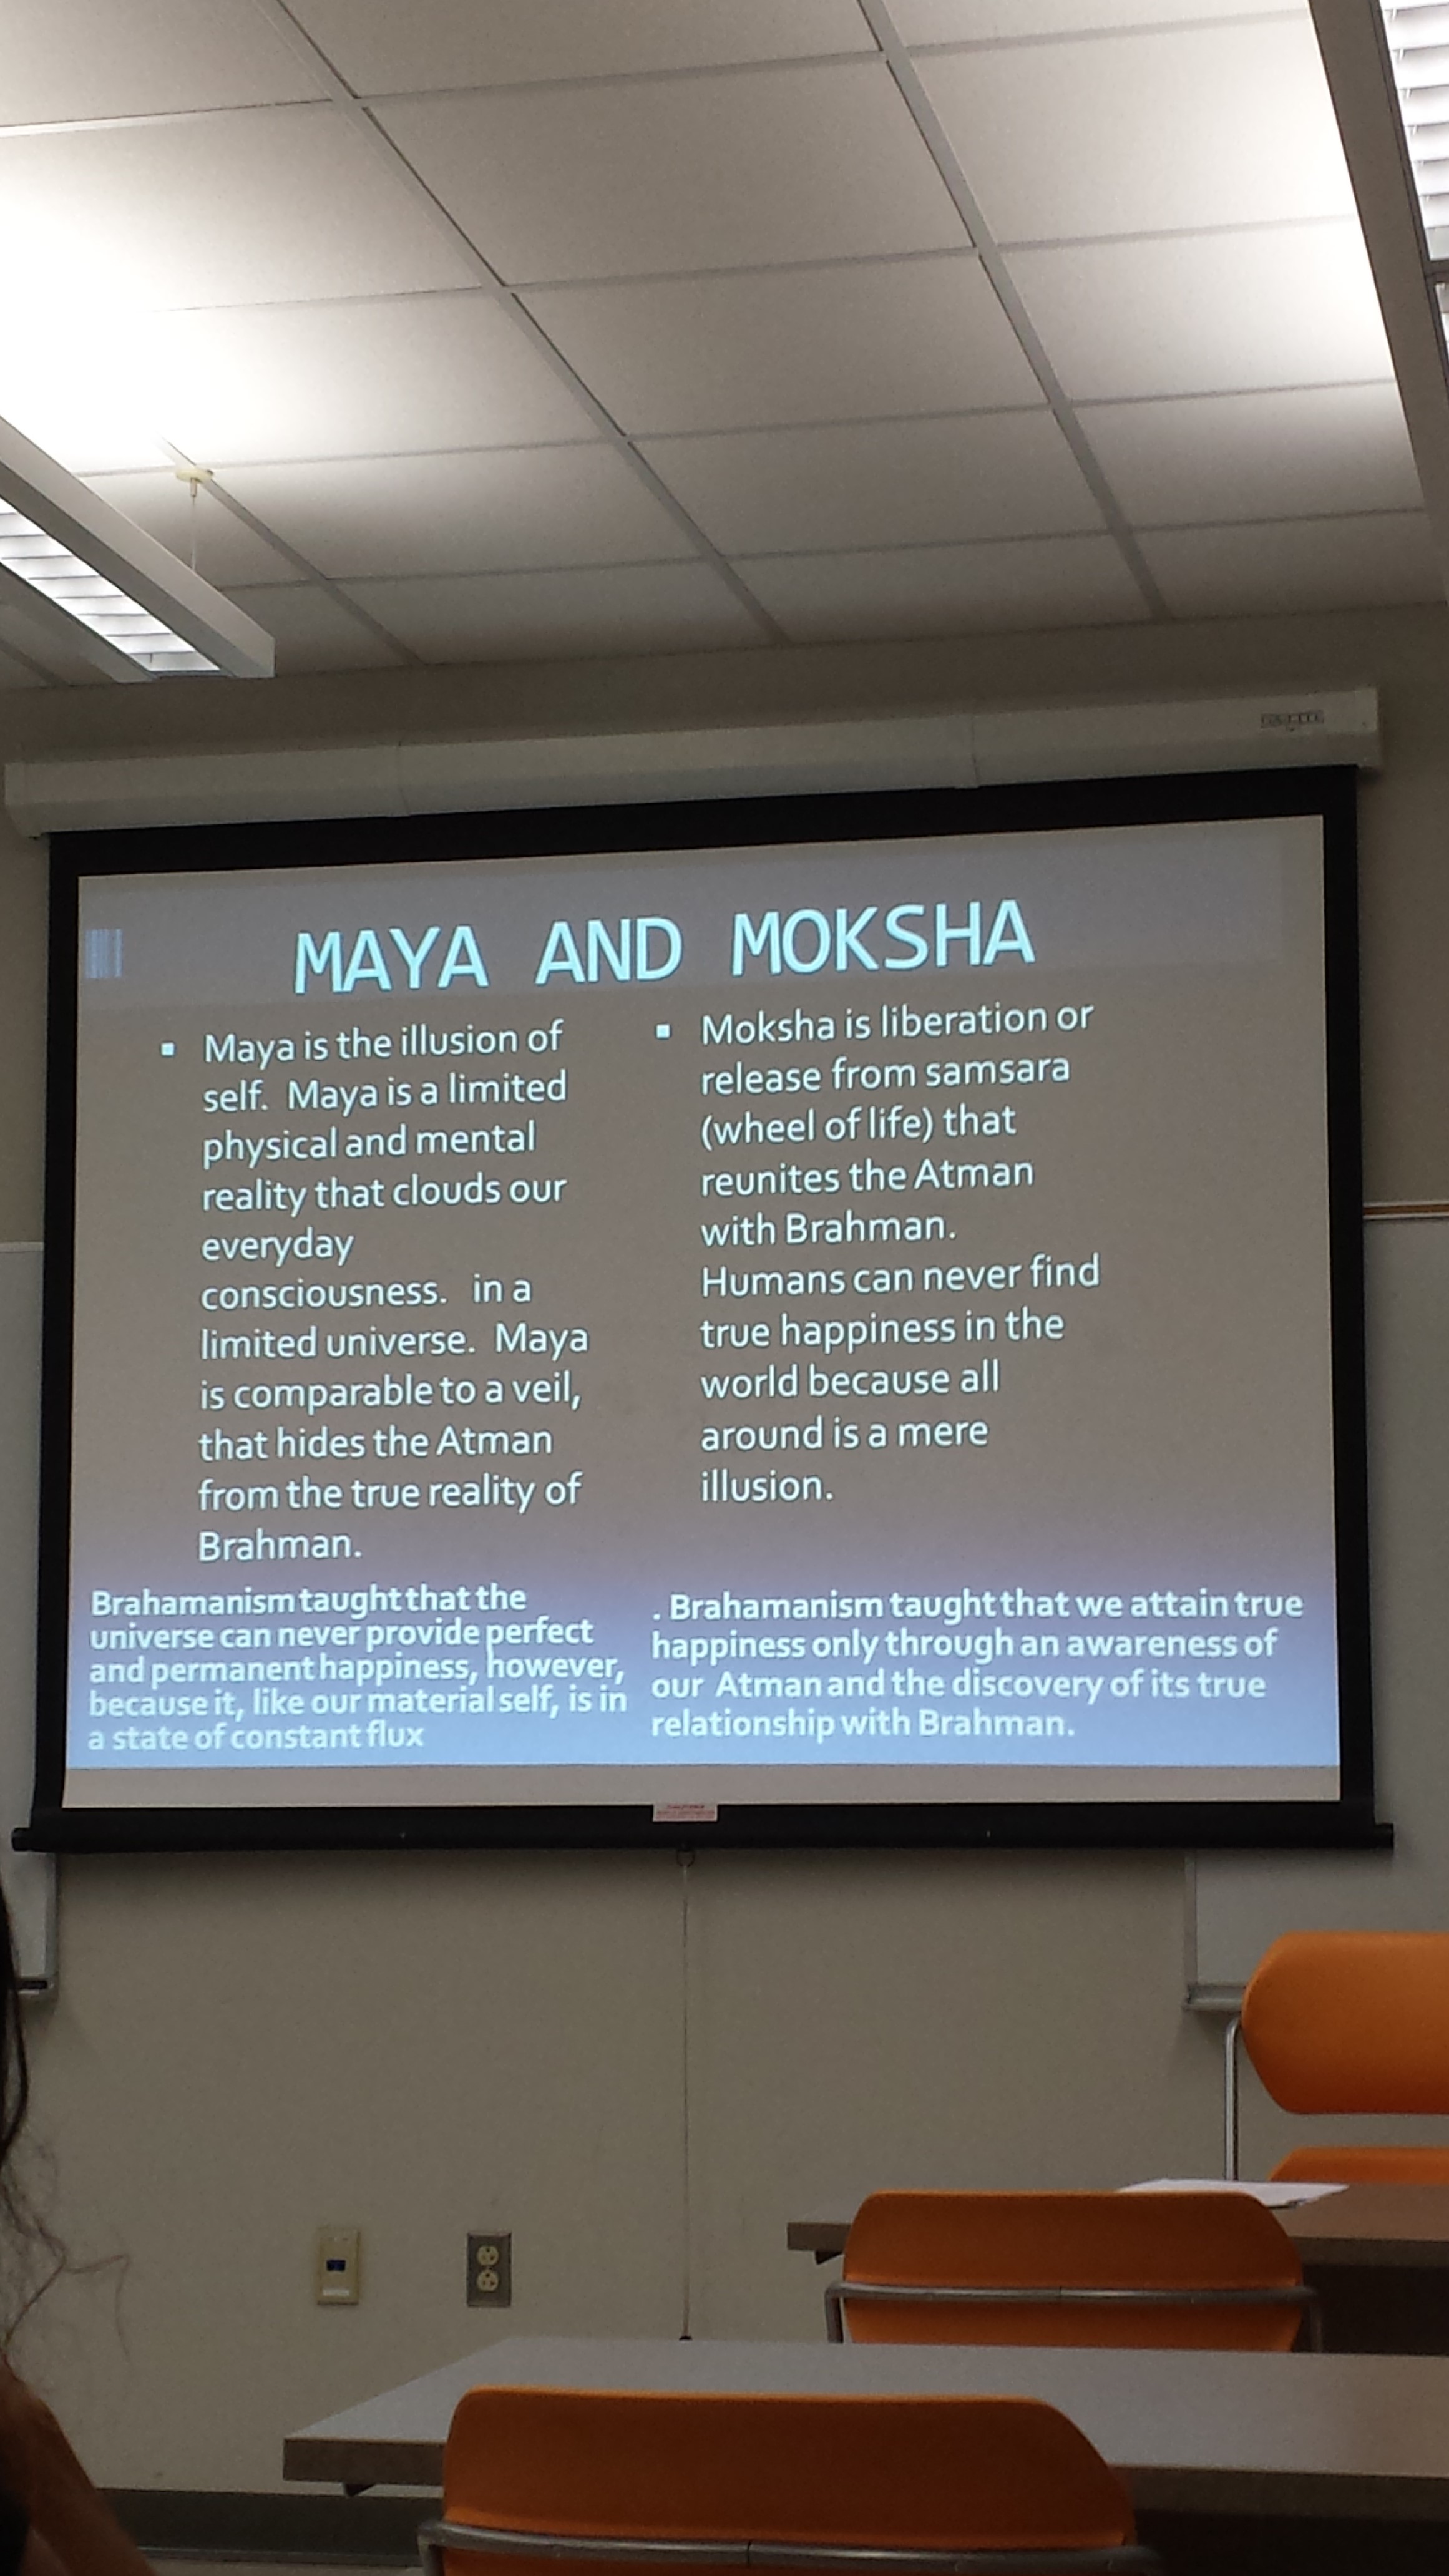 MAYA AND MOKSHA
▪ Maya is the illusion of
self.  Maya is a limited
physical and mental
reality that clouds our
everyday
consciousness.   in a
limited universe.  Maya
is comparable to a veil,
that hides the Atman
from the true reality of
Brahman.
▪ Moksha is liberation or
release from samsara
(wheel of life) that
reunites the Atman
with Brahman.
Humans can never find
true happiness in the
world because all
around is a mere
illusion.
Brahamanism taught that the
universe can never provide perfect
and permanent happiness, however,
because it, like our material self, is in
a state of constant flux
. Brahamanism taught that we attain true
happiness only through an awareness of
our Atman and the discovery of its true
relationship with Brahman.